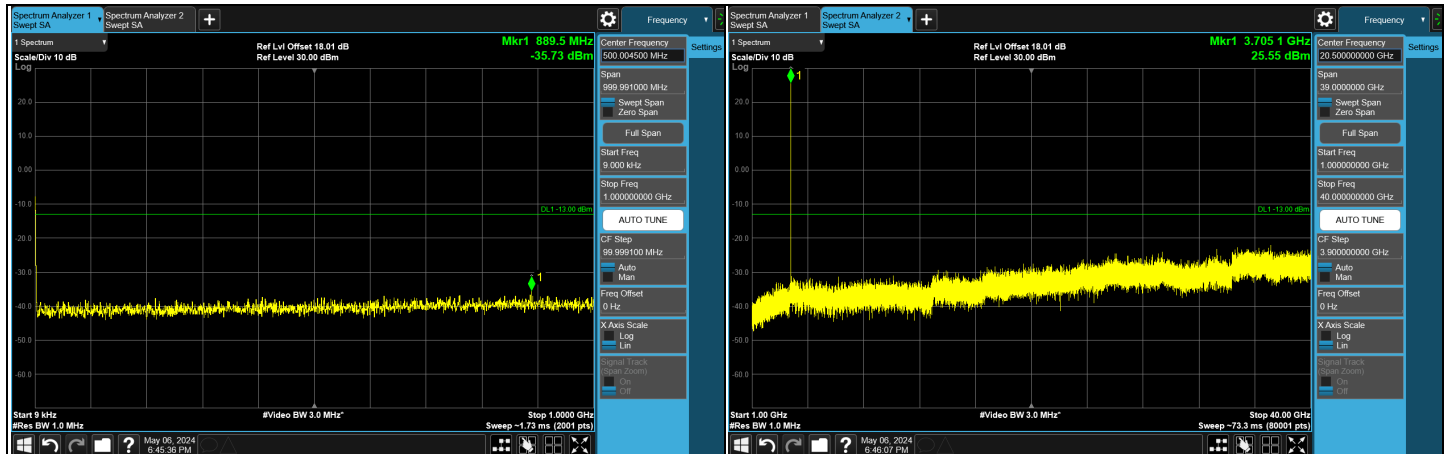 Spectrum Analyzer 1
Swept SA
Spectrum Analyzer 2
Swept SA
Frequency
1 Spectrum
Scale/Div 10 dB
Log
Ref Lvl Offset 18.01 dB
Ref Level 30.00 dBm
Mkr1 889.5 MHz
-35.73 dBm
20.0
10.0
0.00
-10.0
-20.0
-30.0
-40.0
-50.0
-60.0
DL1 -13.00 dBm
1
Start 9 kHz
#Res BW 1.0 MHz
#Video BW 3.0 MHz*
Stop 1.0000 GHz
Sweep ~1.73 ms (2001 pts)
Center Frequency
500.004500 MHz
Span
999.991000 MHz
Swept Span
Zero Span
Full Span
Start Freq
9.000 kHz
Stop Freq
1.000000000 GHz
AUTO TUNE
CF Step
99.999100 MHz
Auto
Man
Freq Offset
0 Hz
X Axis Scale
Log
Lin
Signal Track
(Span Zoom)
On
Off
Settings
?
May 06, 2024
6:45:36 PM
Spectrum Analyzer 1
Swept SA
Spectrum Analyzer 2
Swept SA
Frequency
1 Spectrum
Scale/Div 10 dB
Log
Ref Lvl Offset 18.01 dB
Ref Level 30.00 dBm
Mkr1 3.705 1 GHz
25.55 dBm
1
20.0
10.0
0.00
-10.0
-20.0
-30.0
-40.0
-50.0
-60.0
DL1 -13.00 dBm
Start 1.00 GHz
#Res BW 1.0 MHz
#Video BW 3.0 MHz*
Stop 40.00 GHz
Sweep ~73.3 ms (80001 pts)
Center Frequency
20.500000000 GHz
Span
39.0000000 GHz
Swept Span
Zero Span
Full Span
Start Freq
1.000000000 GHz
Stop Freq
40.000000000 GHz
AUTO TUNE
CF Step
3.900000000 GHz
Auto
Man
Freq Offset
0 Hz
X Axis Scale
Log
Lin
Signal Track
(Span Zoom)
On
Off
Settings
?
May 06, 2024
6:46:07 PM